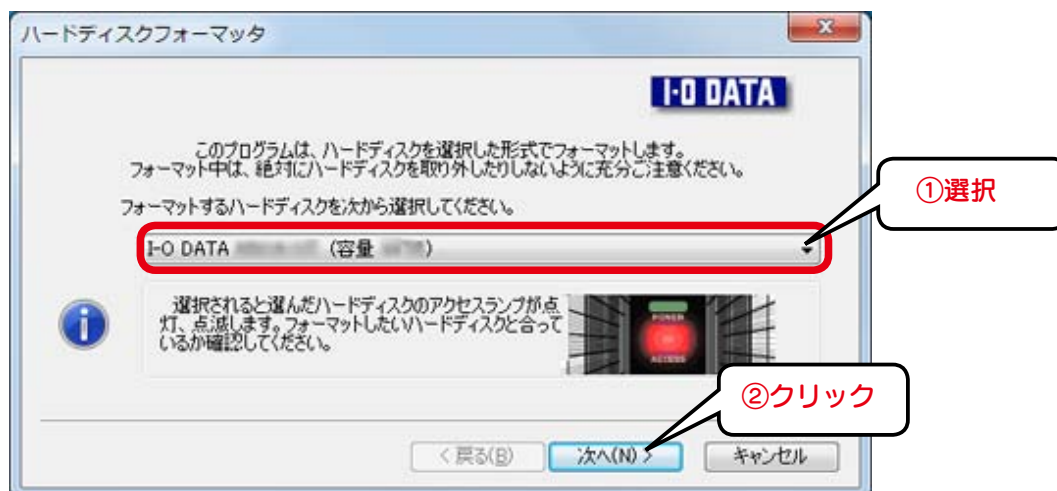 ハードディスクフォーマッタ
I-O DATA
このプログラムは、ハードディスクを選択した形式でフォーマットします。
フォーマット中は、絶対にハードディスクを取り外したりしないように充分ご注意ください。
フォーマットするハードディスクを次から選択してください。
①選択
I-O DATA (容量 )
選択されると選んだハードディスクのアクセスランプが点
灯、点滅します。フォーマットしたいハードディスクと合って
いるか確認してください。
POWER
ACCESS
②クリック
< 戻る(B)
次へ(N) >
キャンセル